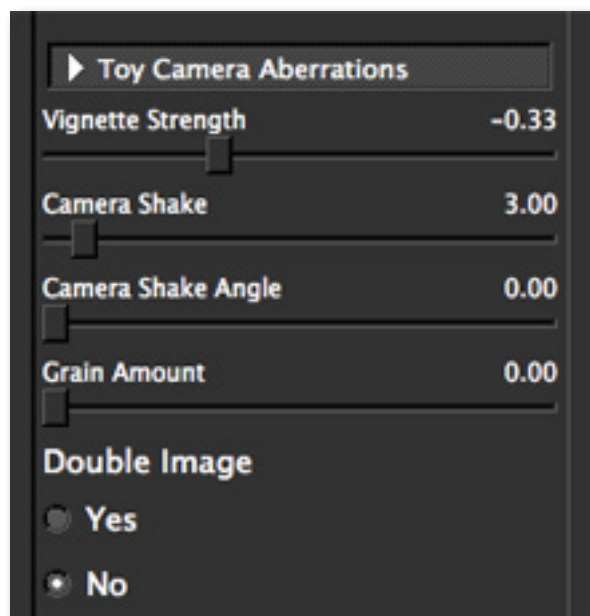 Toy Camera Aberrations
Vignette Strength -0.33
Camera Shake 3.00
Camera Shake Angle 0.00
Grain Amount 0.00
Double Image
Yes
No